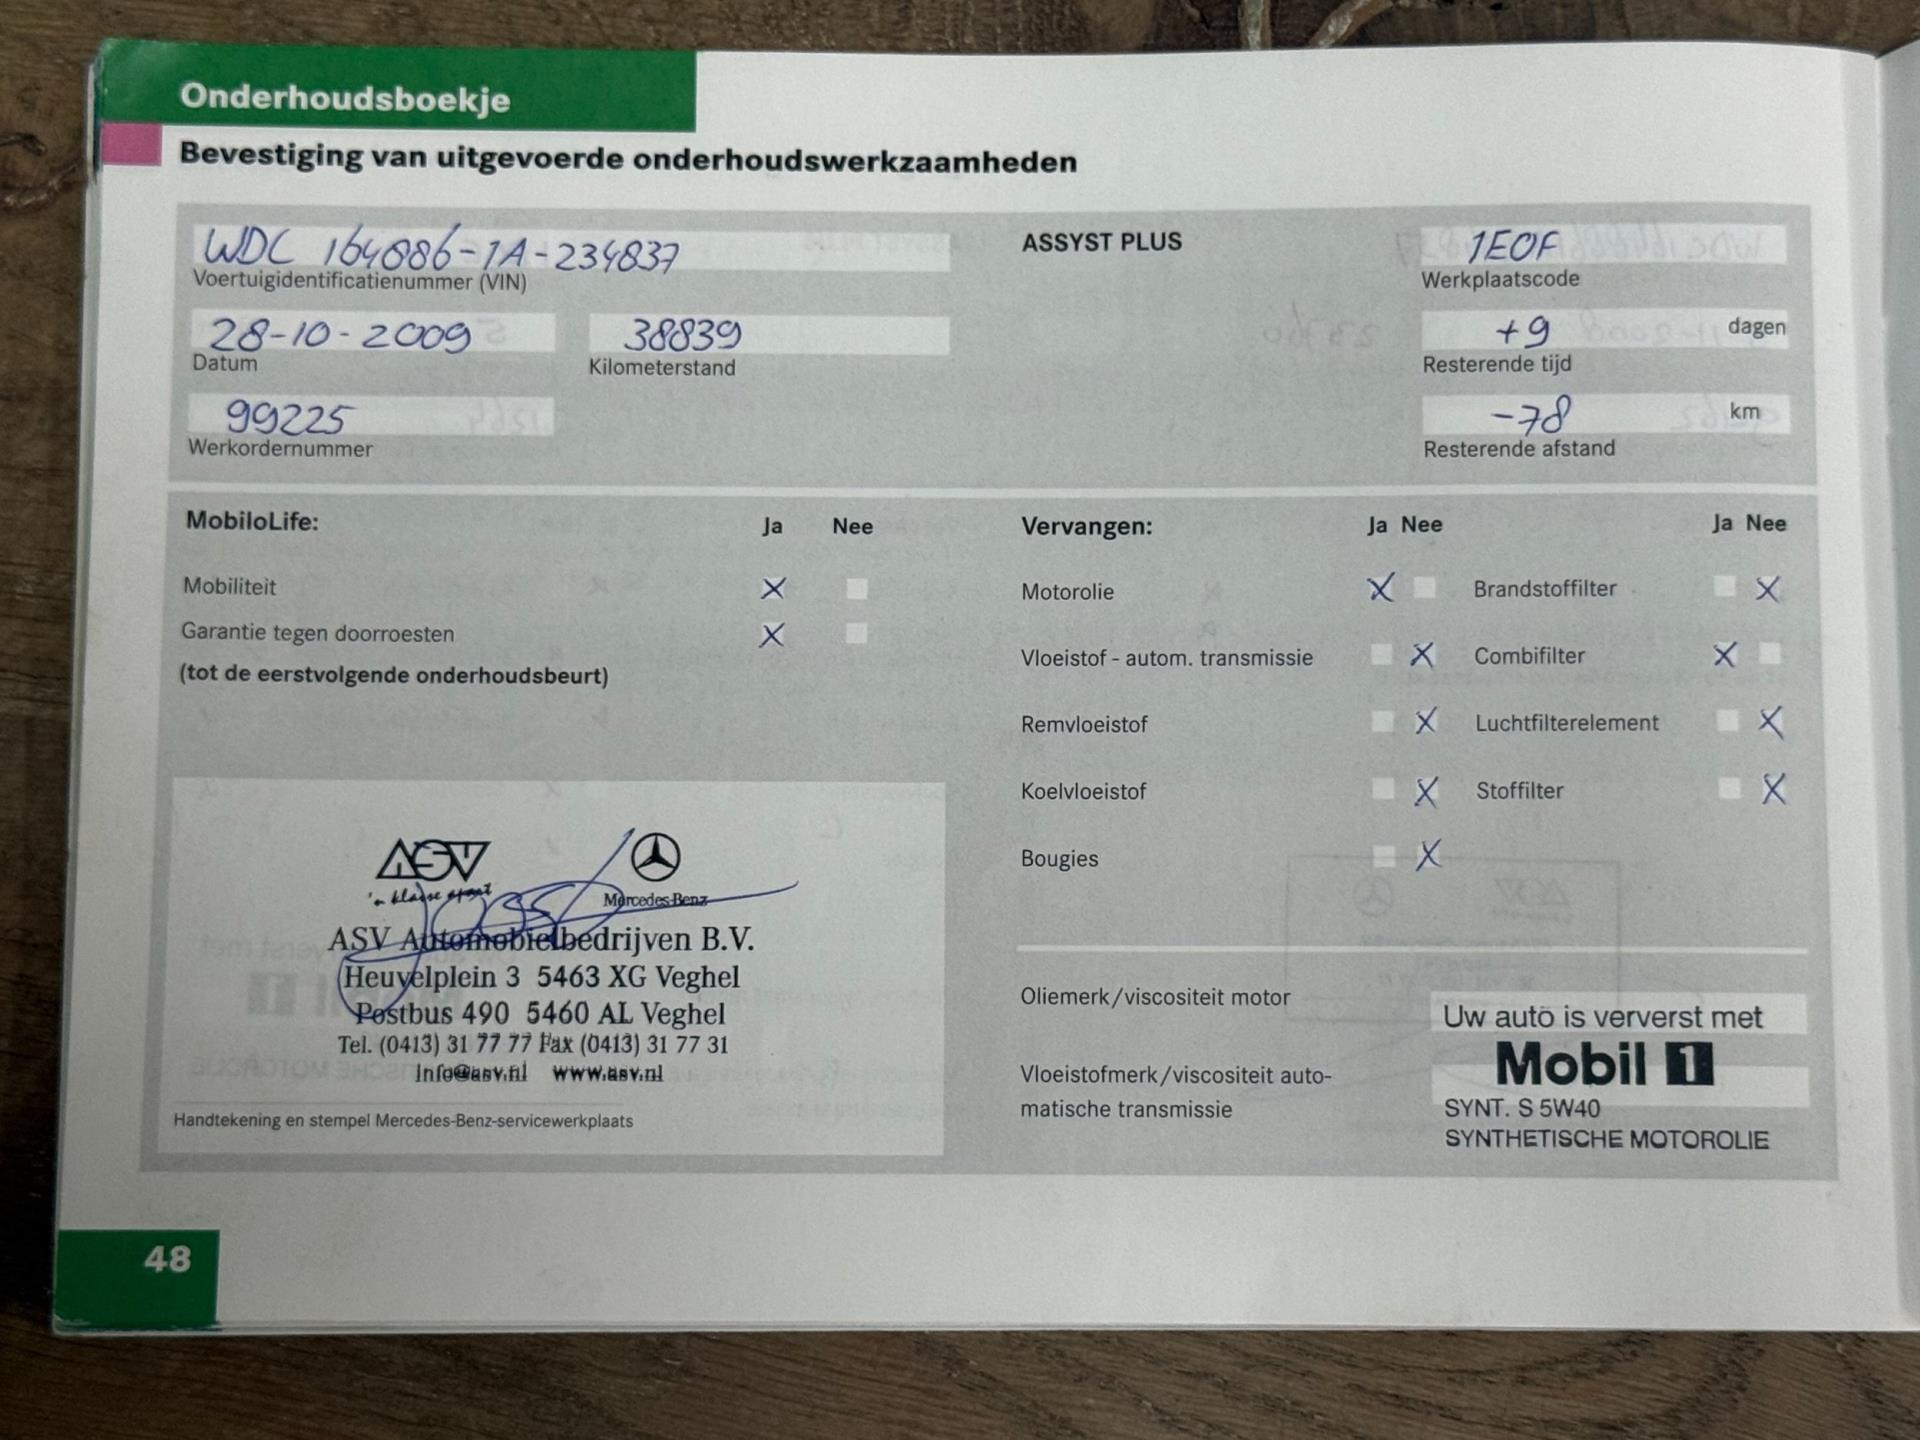 Onderhoudsboekje
Bevestiging van uitgevoerde onderhoudswerkzaamheden
WDC 164886-1A-234837
Voertuigidentificatienummer (VIN)
28-10-2009
Datum
38839
Kilometerstand
99225
Werkordernummer
ASSYST PLUS
1EOF
Werkplaatscode
+9 dagen
Resterende tijd
-78 km
Resterende afstand
MobiloLife: Ja Nee
Mobiliteit X
Garantie tegen doorroesten X
(tot de eerstvolgende onderhoudsbeurt)
Vervangen: Ja Nee Ja Nee
Motorolie X Brandstoffilter X
Vloeistof - autom. transmissie X Combifilter X
Remvloeistof X Luchtfilterelement X
Koelvloeistof X Stoffilter X
Bougies X
ASV
'n klasse apart
Mercedes-Benz
ASV Automobielbedrijven B.V.
Heuvelplein 3 5463 XG Veghel
Postbus 490 5460 AL Veghel
Tel. (0413) 31 77 77 Fax (0413) 31 77 31
Info@asv.nl www.asv.nl
Handtekening en stempel Mercedes-Benz-servicewerkplaats
Oliemerk/viscositeit motor
Vloeistofmerk/viscositeit auto-
matische transmissie
Uw auto is ververst met
Mobil 1
SYNT. S 5W40
SYNTHETISCHE MOTOROLIE
48